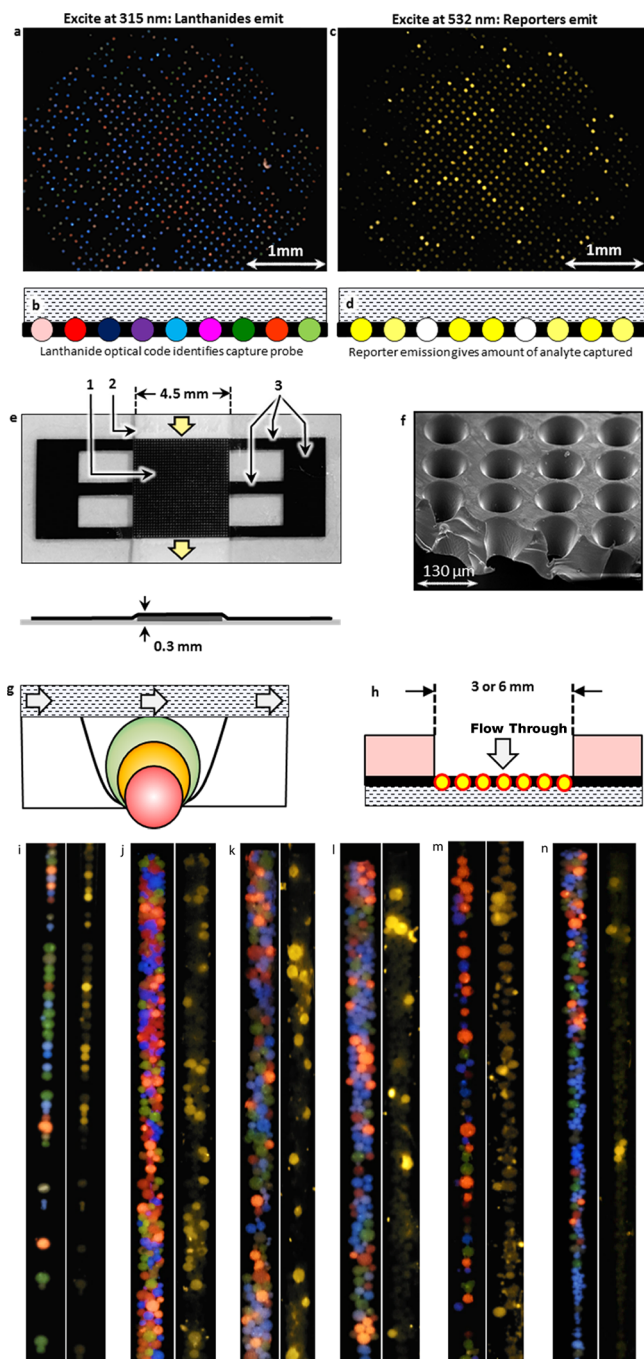 Excite at 315 nm: Lanthanides emit
Excite at 532 nm: Reporters emit
a
c
1mm
1mm
b
d
Lanthanide optical code identifies capture probe
Reporter emission gives amount of analyte captured
1
2
4.5 mm
3
e
f
130 µm
0.3 mm
g
h
3 or 6 mm
Flow Through
i
j
k
l
m
n